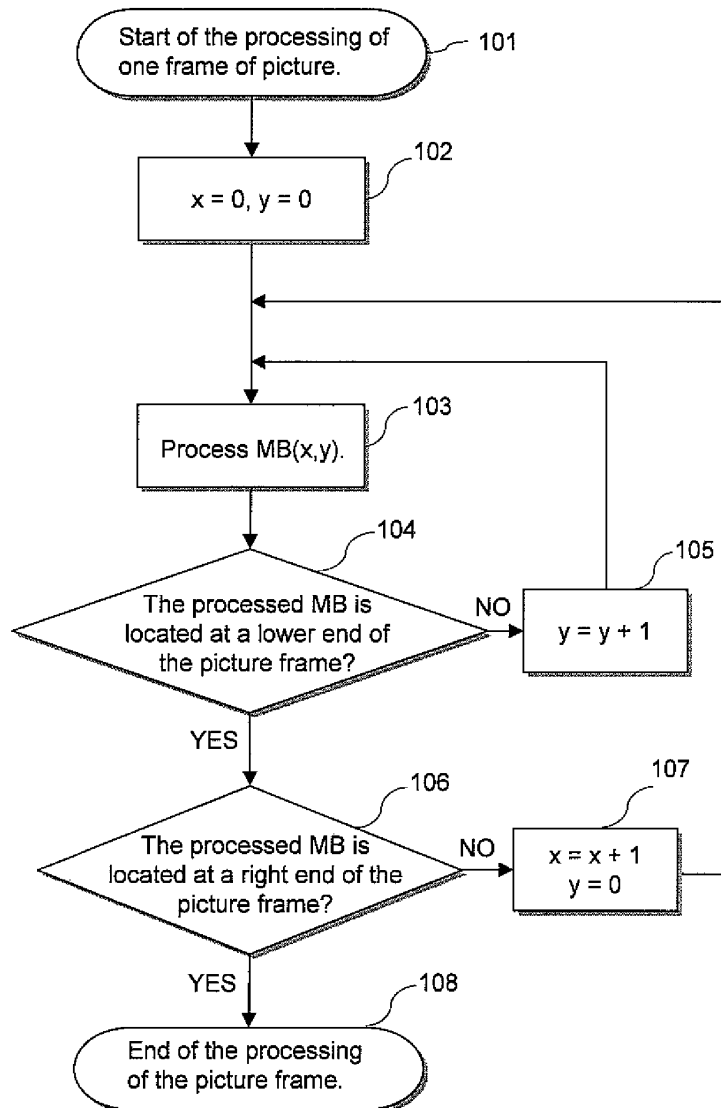 Start of the processing of
one frame of picture.
101
102
x = 0, y = 0
103
Process MB(x,y).
104
The processed MB is
located at a lower end of
the picture frame?
NO
105
y = y + 1
YES
106
The processed MB is
located at a right end of the
picture frame?
NO
107
x = x + 1
y = 0
YES
108
End of the processing
of the picture frame.